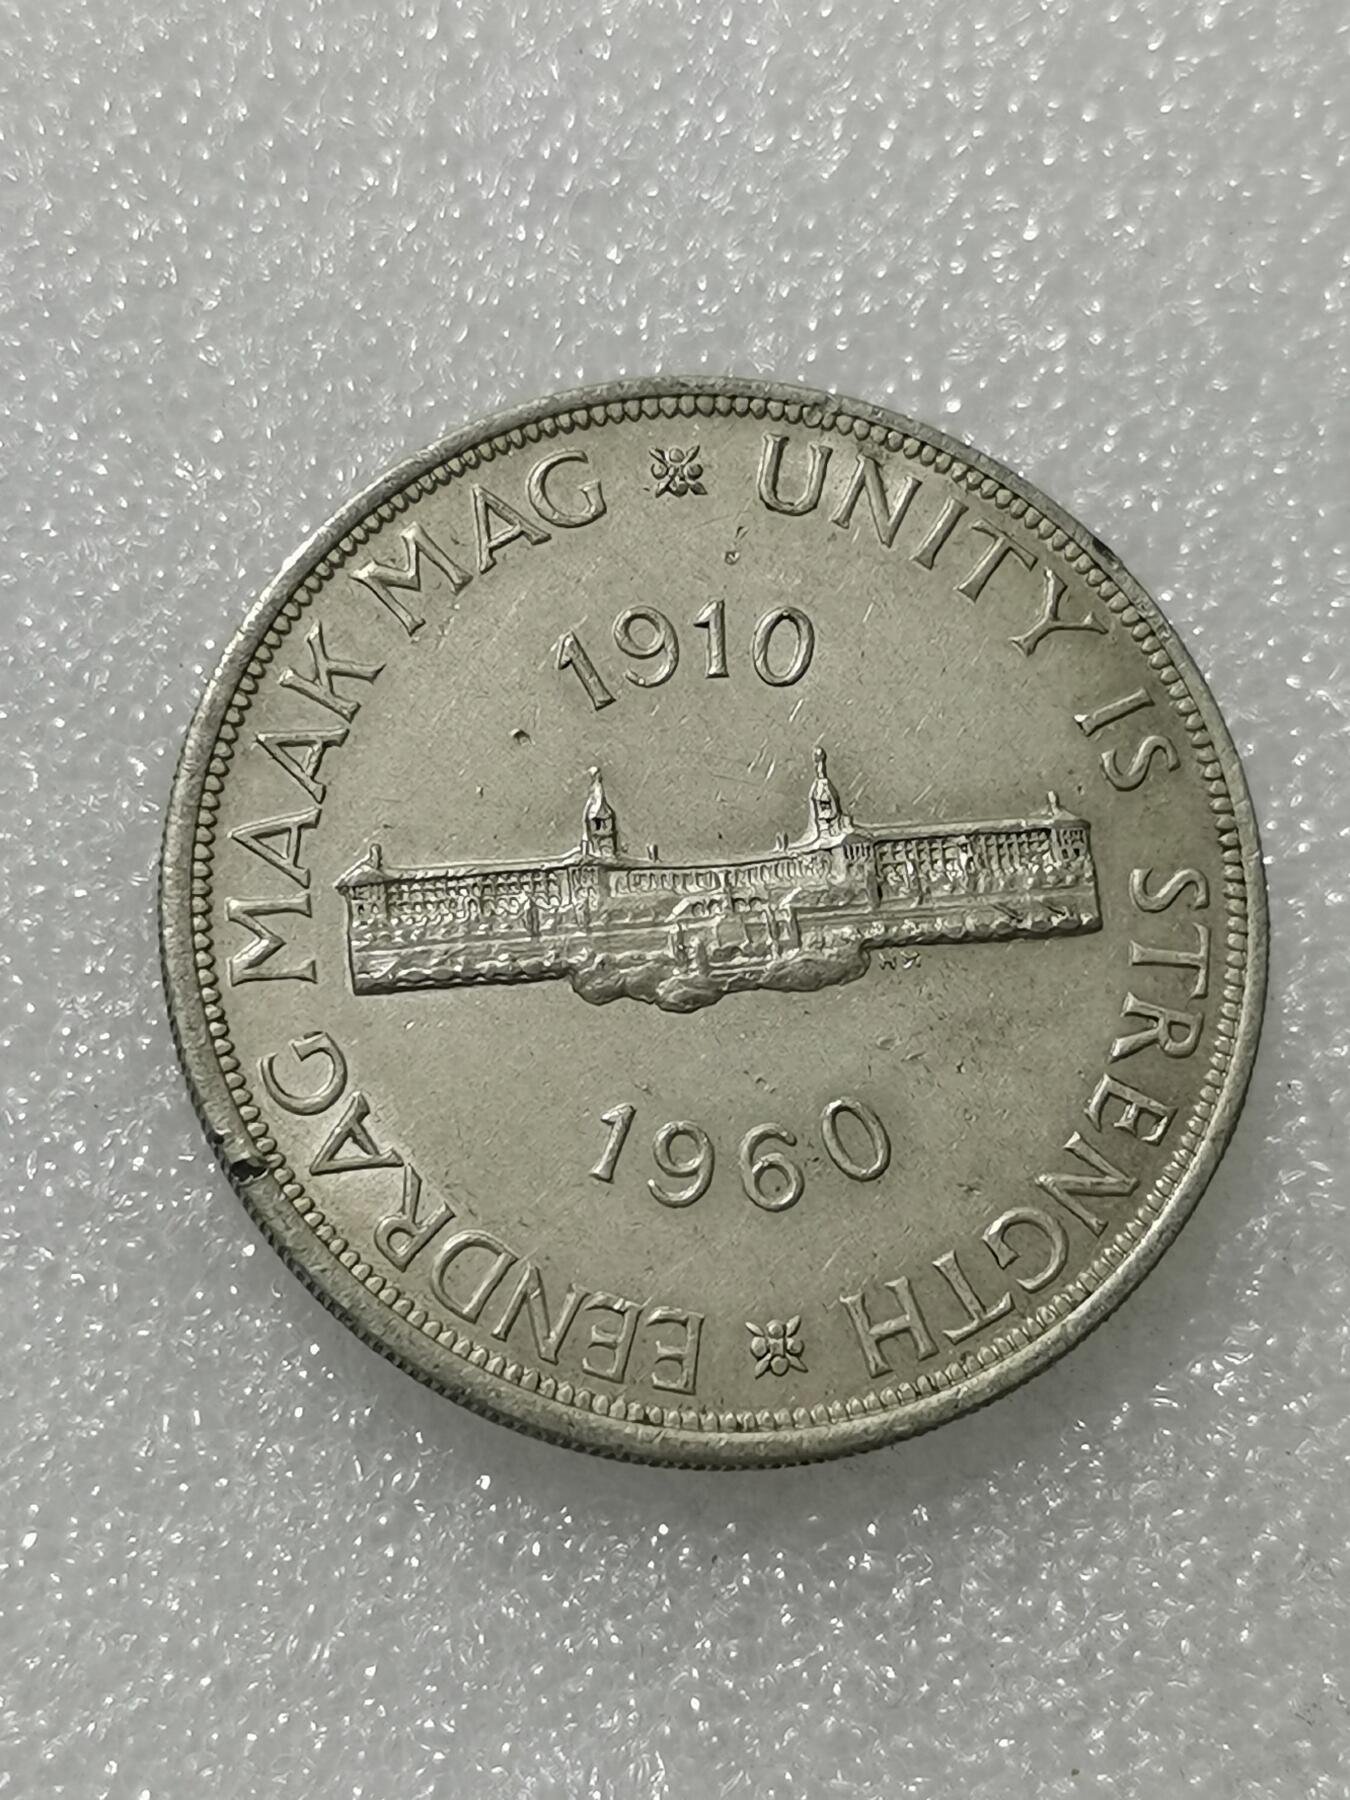 EENDRAG MAAK MAG
UNITY IS STRENGTH
1910
1960